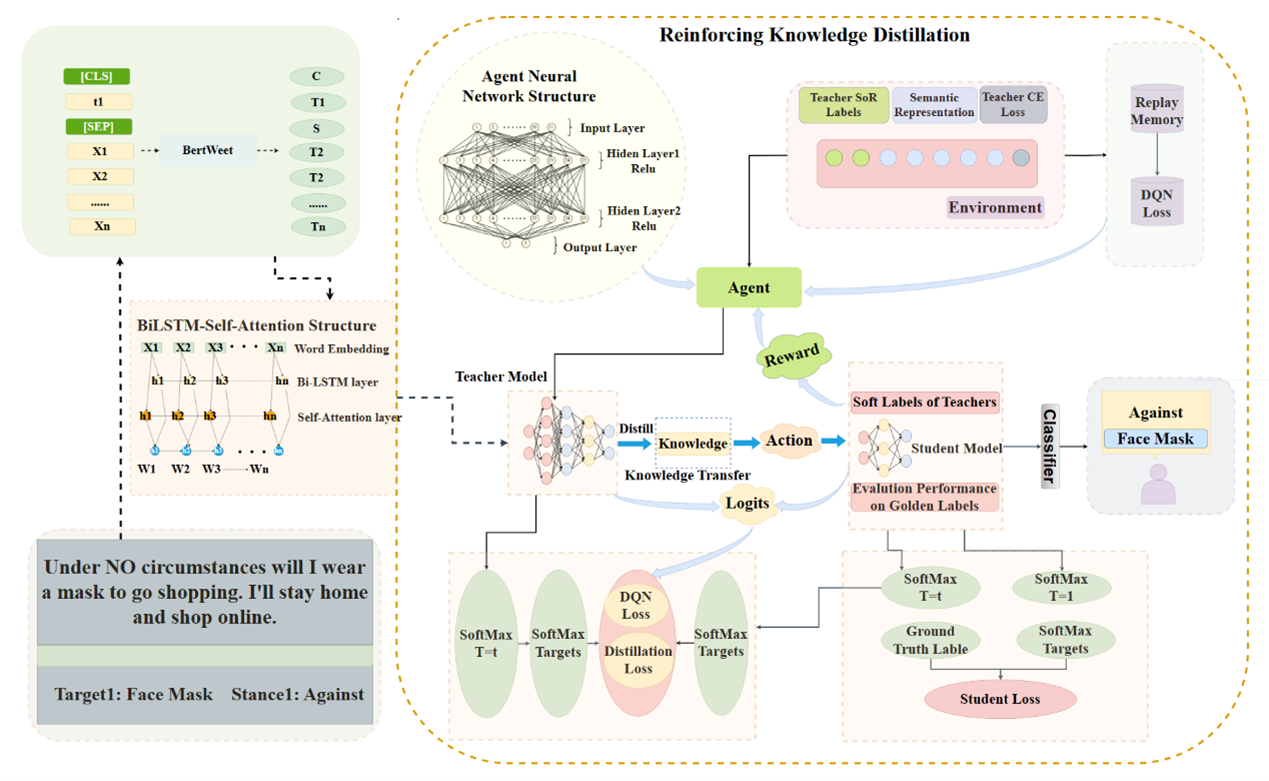 [CLS]
t1
[SEP]
X1
X2
......
Xn
BertWeet
C
T1
S
T2
T2
......
Tn
BiLSTM-Self-Attention Structure
X1 X2 X3 · · · Xn
Word Embedding
h1 h2 h3 hn
Bi-LSTM layer
h1 h2 h3 hn
Self-Attention layer
W1 W2 W3 Wn
Under NO circumstances will I wear
a mask to go shopping. I'll stay home
and shop online.
Target1: Face Mask Stance1: Against
Reinforcing Knowledge Distillation
Agent Neural
Network Structure
Input Layer
Hiden Layer1
Relu
Hiden Layer2
Relu
Output Layer
Teacher SoR
Labels
Semantic
Representation
Teacher CE
Loss
Environment
Replay
Memory
DQN
Loss
Agent
Reward
Teacher Model
Distill
Knowledge
Knowledge Transfer
Action
Logits
Soft Labels of Teachers
Student Model
Evalution Performance
on Golden Labels
Classifier
Against
Face Mask
SoftMax
T=t
SoftMax
Targets
DQN
Loss
Distillation
Loss
SoftMax
Targets
SoftMax
T=t
SoftMax
T=1
Ground
Truth Lable
SoftMax
Targets
Student Loss